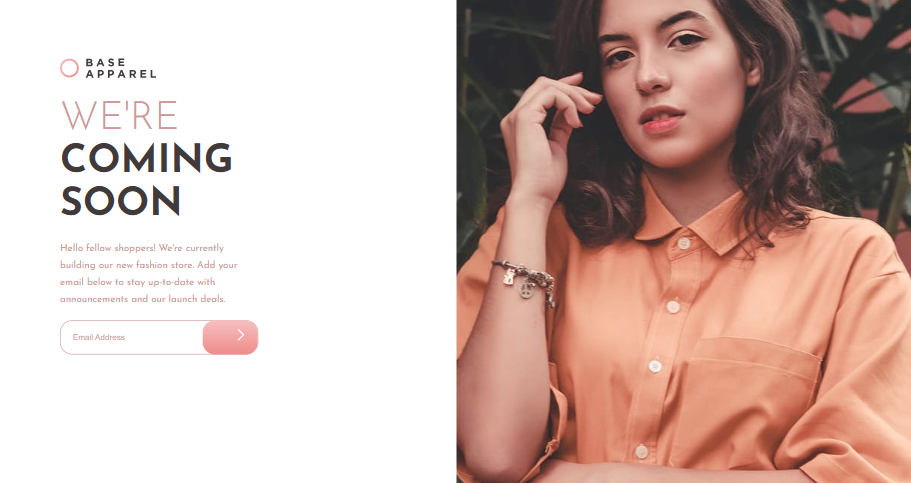 BASE
APPAREL
WE'RE
COMING
SOON
Hello fellow shoppers! We're currently
building our new fashion store. Add your
email below to stay up-to-date with
announcements and our launch deals.
Email Address